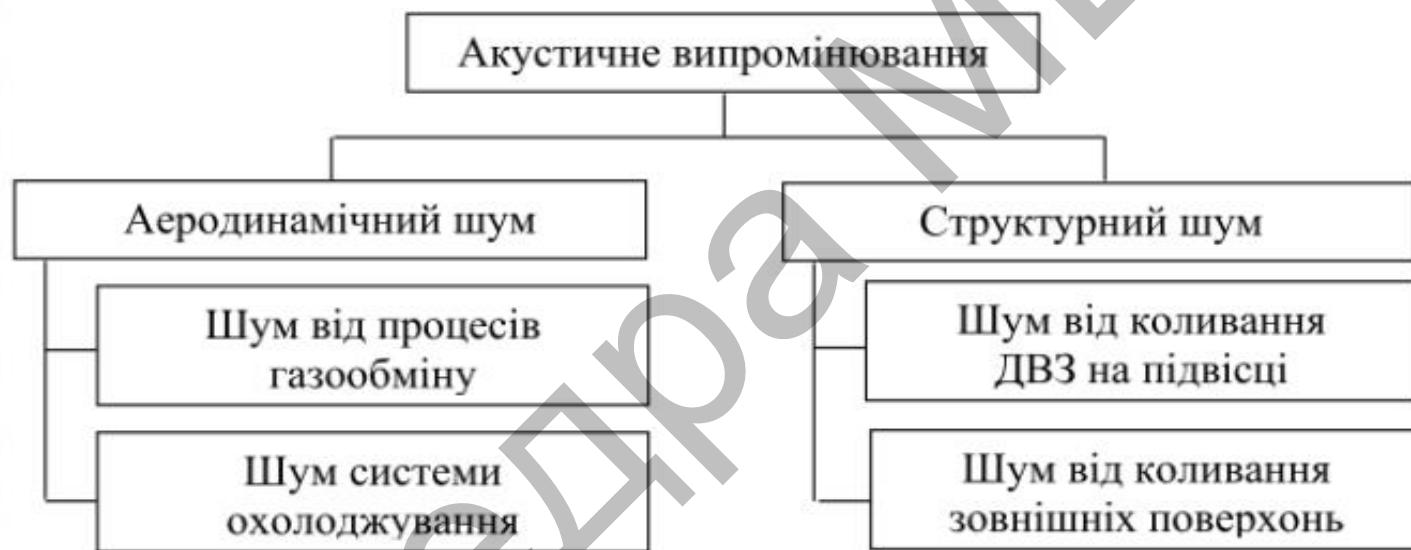 Акустичне випромінювання
Аеродинамічний шум
Шум від процесів
газообміну
Шум системи
охолоджування
Структурний шум
Шум від коливання
ДВЗ на підвісці
Шум від коливання
зовнішніх поверхонь